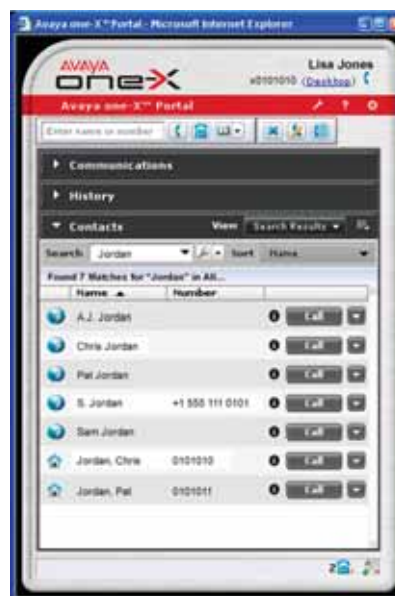 Avaya one-X™ Portal - Microsoft Internet Explorer
AVAYA
one-X
Lisa Jones
x0101010 (Desktop)
Avaya one-X™ Portal ?
Enter name or number
Communications
History
Contacts View Search Results
Search Jordan Sort Name
Found 7 Matches for "Jordan" in All...
Name Number
A.J. Jordan Call
Chris Jordan Call
Pat Jordan Call
S. Jordan +1 555 111 0101 Call
Sam Jordan Call
Jordan, Chris 0101010 Call
Jordan, Pat 0101011 Call
2